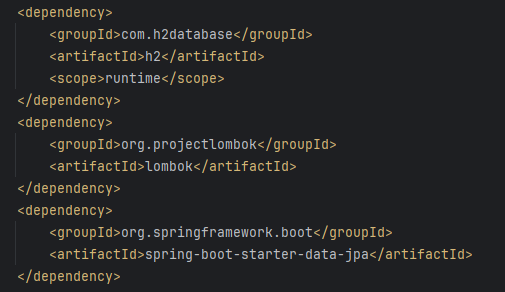 <dependency>
    <groupId>com.h2database</groupId>
    <artifactId>h2</artifactId>
    <scope>runtime</scope>
</dependency>
<dependency>
    <groupId>org.projectlombok</groupId>
    <artifactId>lombok</artifactId>
</dependency>
<dependency>
    <groupId>org.springframework.boot</groupId>
    <artifactId>spring-boot-starter-data-jpa</artifactId>
</dependency>